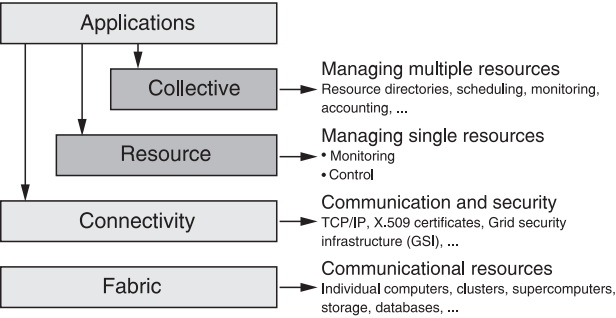 Applications
Collective
Managing multiple resources
Resource directories, scheduling, monitoring,
accounting, ...
Resource
Managing single resources
• Monitoring
• Control
Connectivity
Communication and security
TCP/IP, X.509 certificates, Grid security
infrastructure (GSI), ...
Fabric
Communicational resources
Individual computers, clusters, supercomputers,
storage, databases, ...